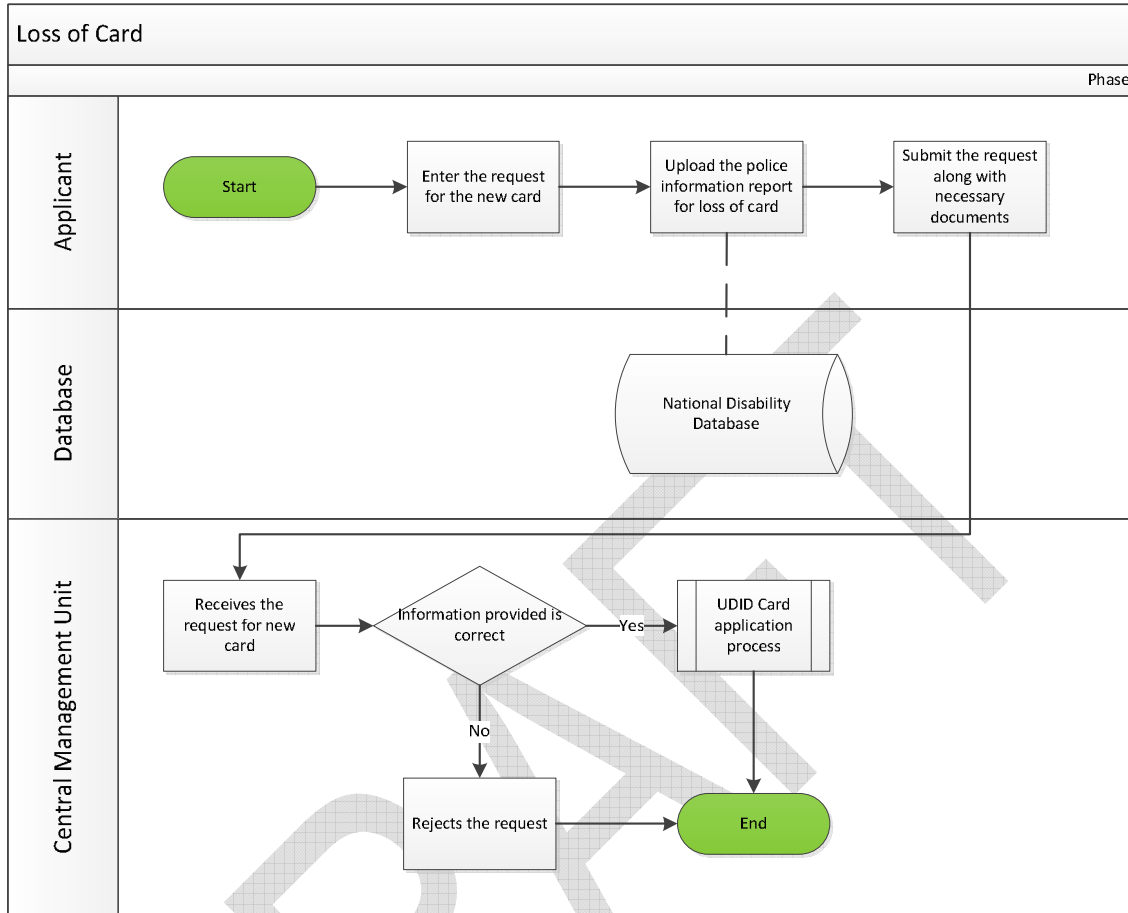 Loss of Card
Phase
Applicant
Start
Enter the request
for the new card
Upload the police
information report
for loss of card
Submit the request
along with
necessary
documents
Database
National Disability
Database
Central Management Unit
Receives the
request for new
card
Information provided is
correct
Yes
UDID Card
application
process
No
Rejects the request
End